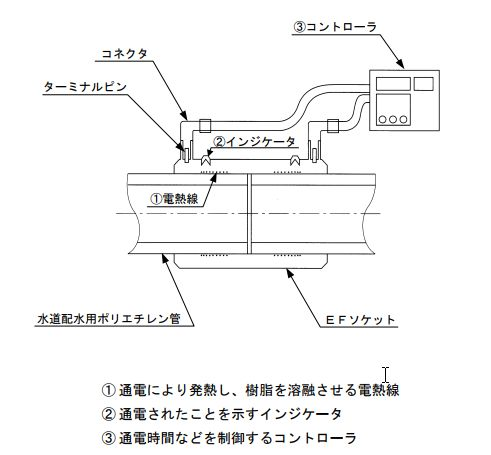 ③コントローラ
コネクタ
ターミナルピン
②インジケータ
①電熱線
水道配水用ポリエチレン管
ＥＦソケット
① 通電により発熱し、樹脂を溶融させる電熱線
② 通電されたことを示すインジケータ
③ 通電時間などを制御するコントローラ